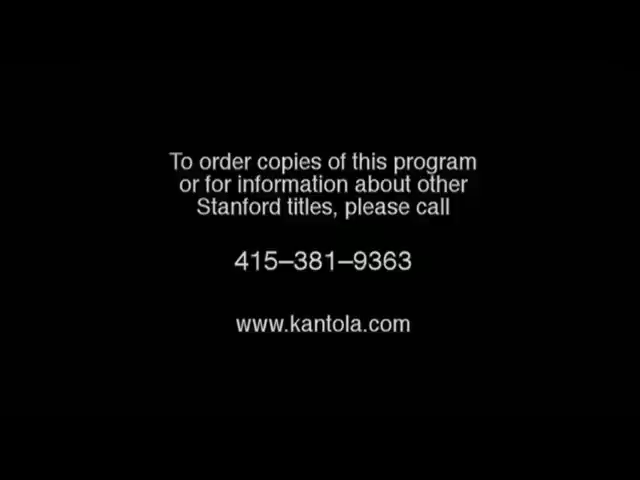 To order copies of this program
or for information about other
Stanford titles, please call
415–381–9363
www.kantola.com